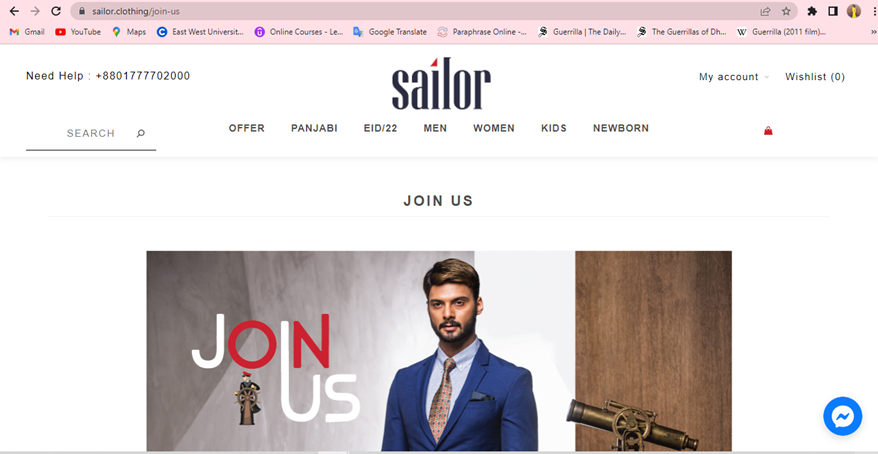 sailor.clothing/join-us
Gmail YouTube Maps East West Universit... Online Courses - Le... Google Translate Paraphrase Online -... Guerrilla | The Daily... The Guerrillas of Dh... Guerrilla (2011 film)... »
Need Help : +8801777702000
sailor
My account Wishlist (0)
SEARCH
OFFER PANJABI EID/22 MEN WOMEN KIDS NEWBORN
JOIN US
JOIN
US